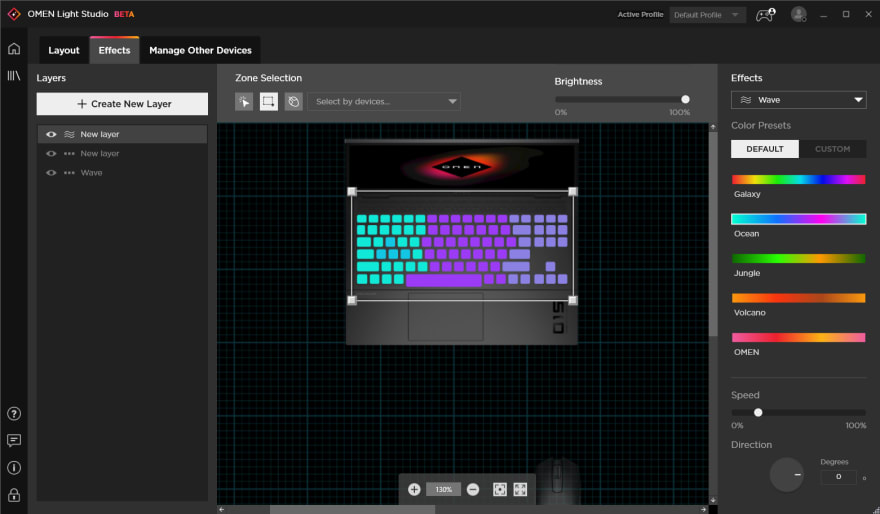 OMEN Light Studio BETA
Active Profile
Default Profile
Layout
Effects
Manage Other Devices
Layers
+ Create New Layer
New layer
New layer
Wave
Zone Selection
Select by devices...
Brightness
0%
100%
OMEN
15
130%
Effects
Wave
Color Presets
DEFAULT
CUSTOM
Galaxy
Ocean
Jungle
Volcano
OMEN
Speed
0%
100%
Direction
Degrees
0